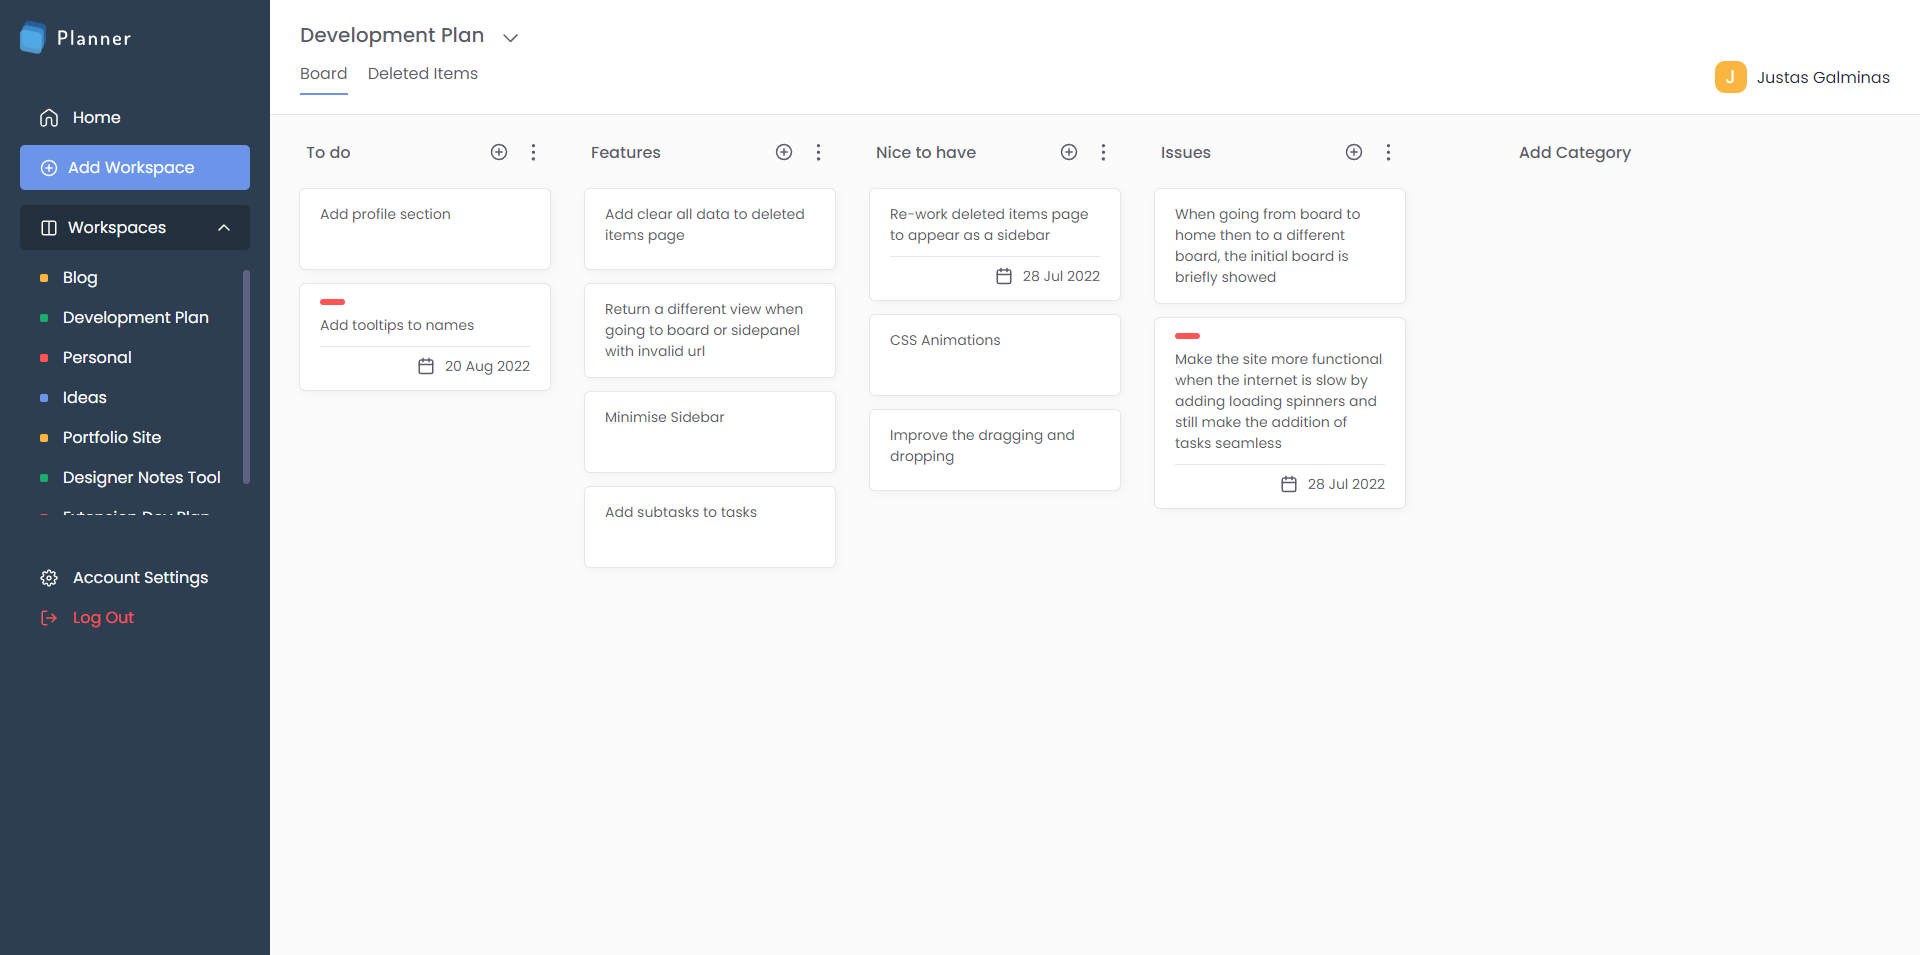 Planner
Home
Add Workspace
Workspaces
Blog
Development Plan
Personal
Ideas
Portfolio Site
Designer Notes Tool
Extension Dev Plan
Account Settings
Log Out
Development Plan
Board
Deleted Items
J
Justas Galminas
To do
Add profile section
Add tooltips to names
20 Aug 2022
Features
Add clear all data to deleted
items page
Return a different view when
going to board or sidepanel
with invalid url
Minimise Sidebar
Add subtasks to tasks
Nice to have
Re-work deleted items page
to appear as a sidebar
28 Jul 2022
CSS Animations
Improve the dragging and
dropping
Issues
When going from board to
home then to a different
board, the initial board is
briefly showed
Make the site more functional
when the internet is slow by
adding loading spinners and
still make the addition of
tasks seamless
28 Jul 2022
Add Category